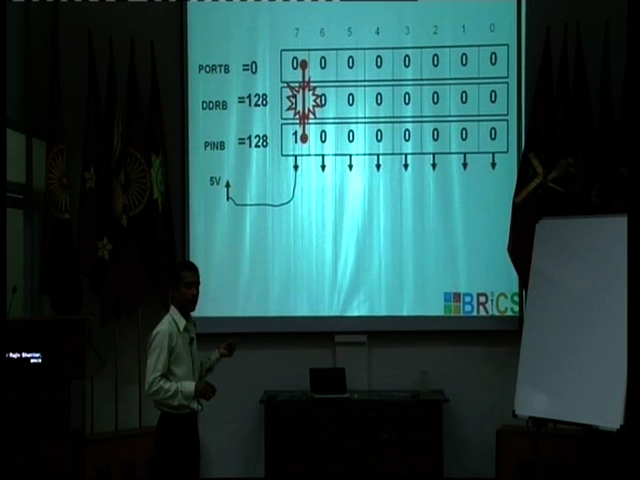 7 6 5 4 3 2 1 0
PORTB =0 0 0 0 0 0 0 0 0
DDRB =128 0 0 0 0 0 0 0
PINB =128 1 0 0 0 0 0 0 0
5V
BRiCS